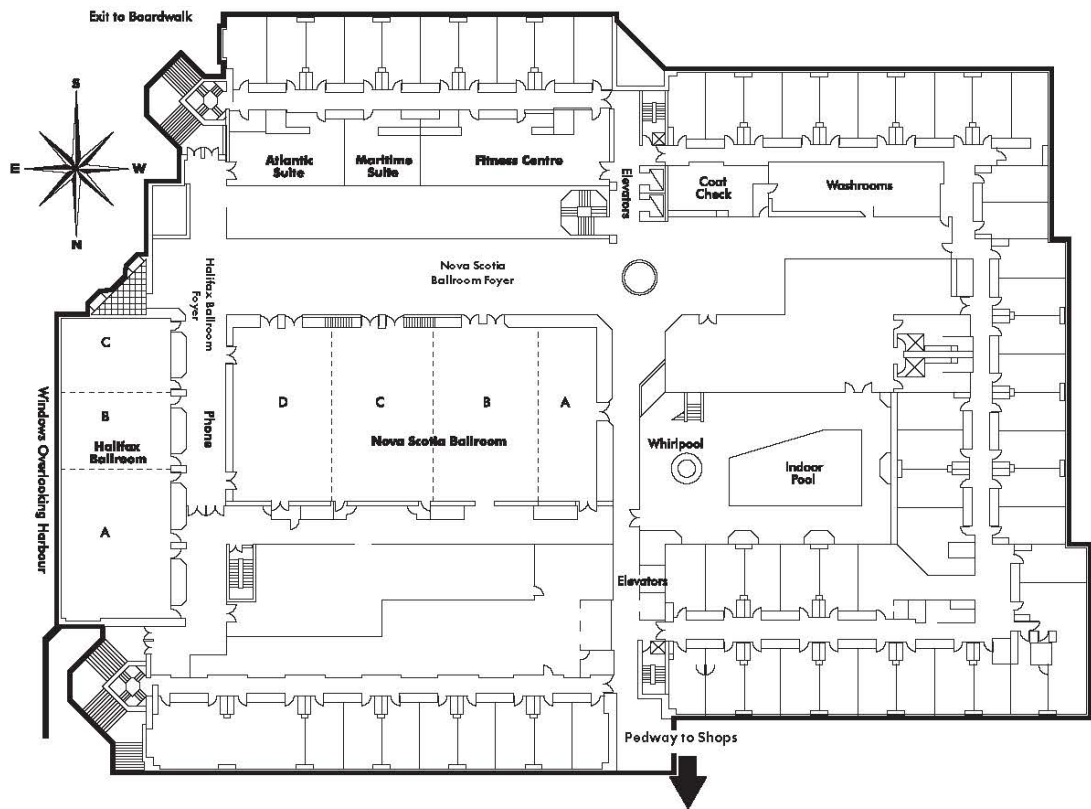 Exit to Boardwalk
S
E
W
N
Atlantic
Suite
Maritime
Suite
Fitness Centre
Elevators
Coat
Check
Washrooms
Halifax Ballroom
Foyer
Nova Scotia
Ballroom Foyer
C
B
Halifax
Ballroom
A
Windows Overlooking Harbour
Phone
D
C
B
A
Nova Scotia Ballroom
Whirlpool
Indoor
Pool
Elevators
Pedway to Shops